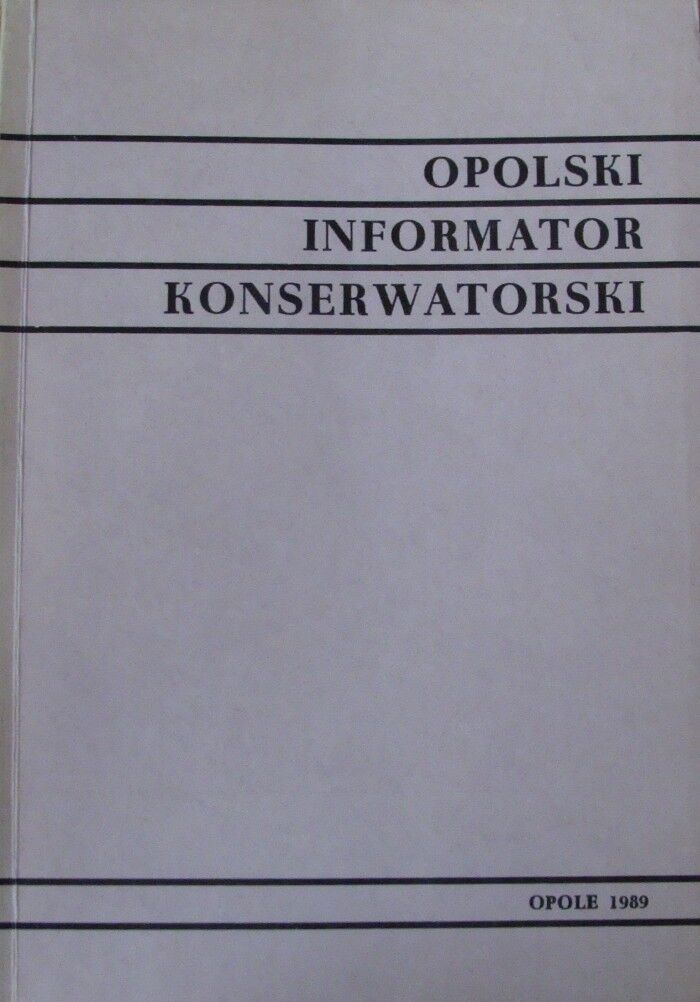 OPOLSKI
INFORMATOR
KONSERWATORSKI
OPOLE 1989